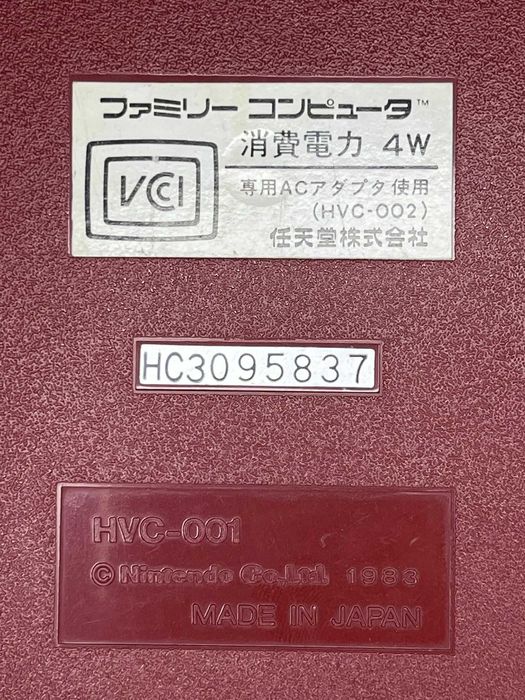 ファミリー コンピュータ™
VCI
消費電力 4W
専用ACアダプタ使用
(HVC-002)
任天堂株式会社
HC3095837
HVC-001
©Nintendo Co.,Ltd. 1983
MADE IN JAPAN